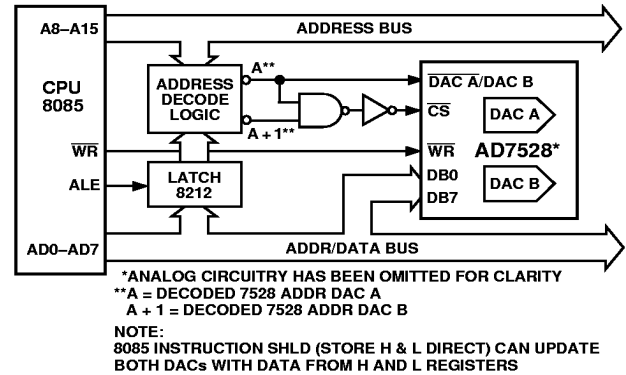 A8–A15
ADDRESS BUS
CPU
8085
ADDRESS
DECODE
LOGIC
A**
A + 1**
DAC A/DAC B
CS
DAC A
WR
WR
AD7528*
ALE
LATCH
8212
DB0
DB7
DAC B
AD0–AD7
ADDR/DATA BUS
*ANALOG CIRCUITRY HAS BEEN OMITTED FOR CLARITY
**A = DECODED 7528 ADDR DAC A
A + 1 = DECODED 7528 ADDR DAC B
NOTE:
8085 INSTRUCTION SHLD (STORE H & L DIRECT) CAN UPDATE
BOTH DACs WITH DATA FROM H AND L REGISTERS